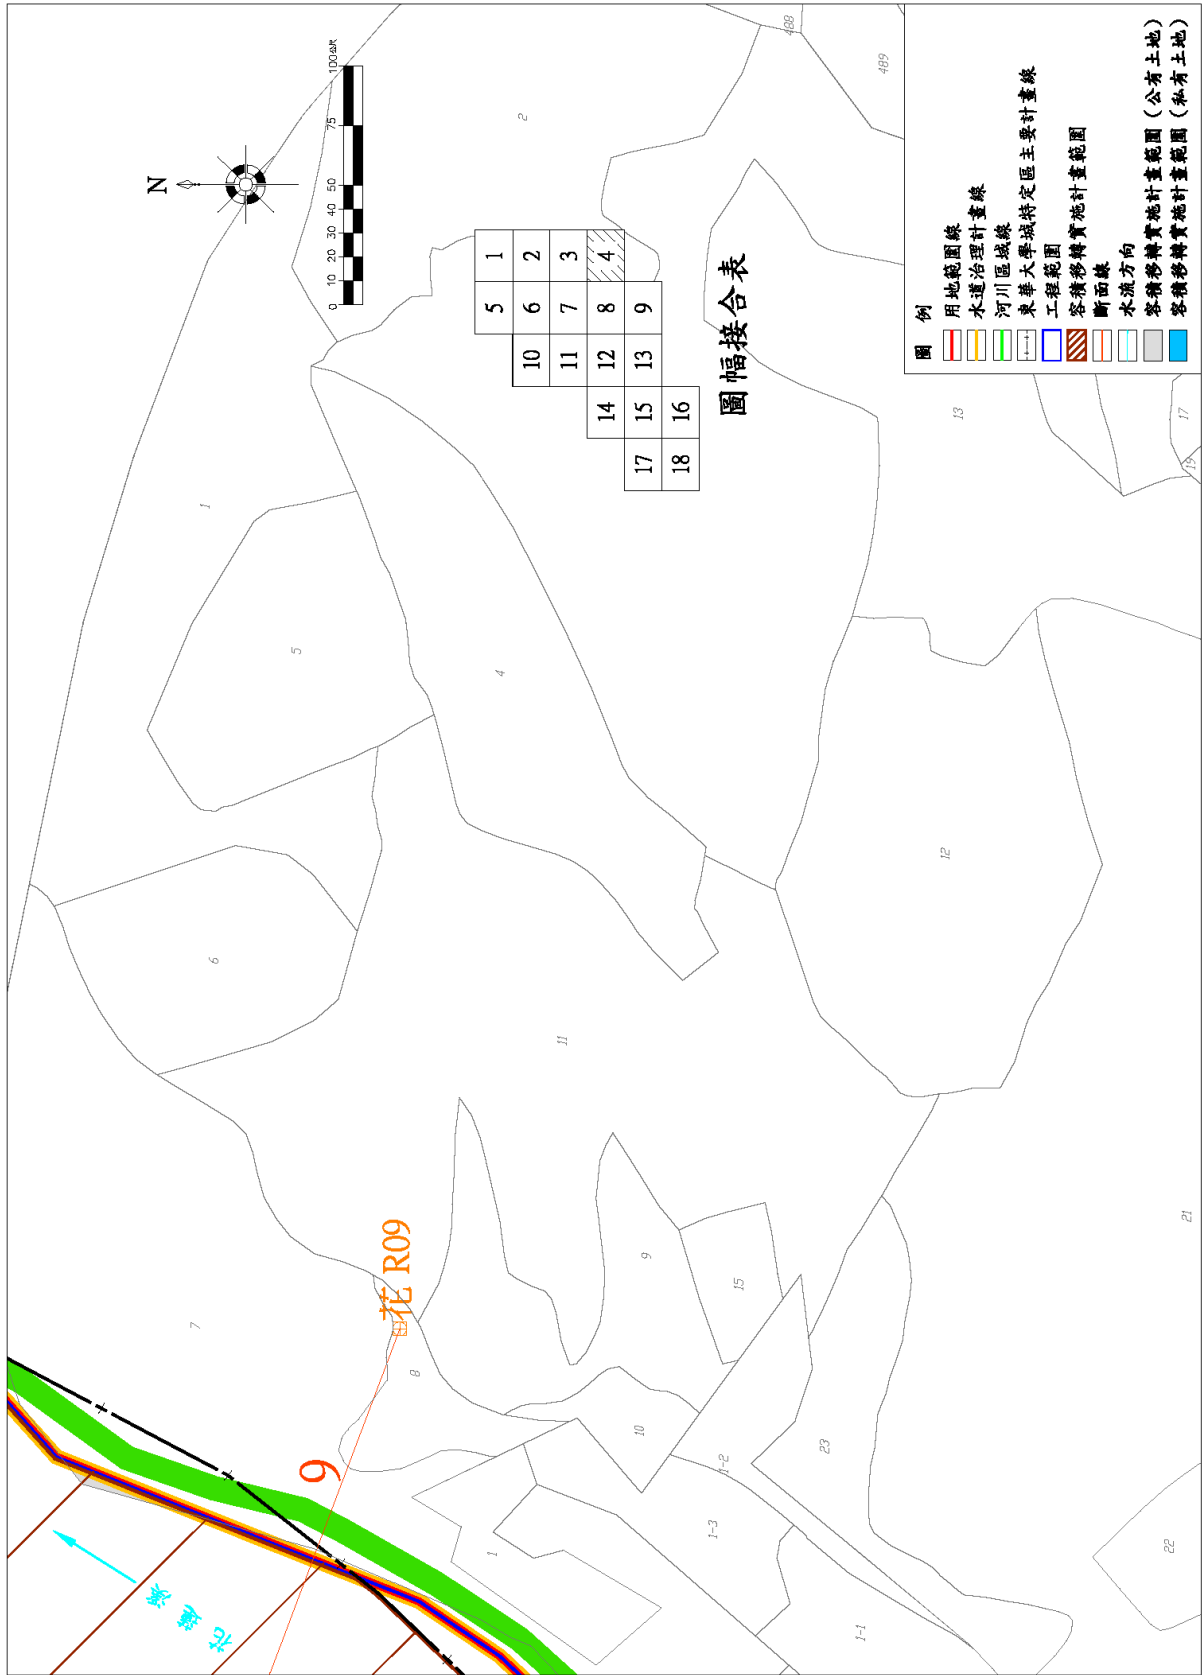 N
0 10 20 30 40 50 75 100公尺
圖例
用地範圍線
水道治理計畫線
河川區域線
東華大學城特定區主要計畫線
工程範圍
容積移轉實施計畫範圍
斷面線
水流方向
容積移轉實施計畫範圍(公有土地)
容積移轉實施計畫範圍(私有土地)
圖幅接合表
5 1
10 6 2
11 7 3
14 12 8 4
17 15 13 9
18 16
花 R09
9
花蓮溪
1
2
4
5
6
7
8
9
10
11
12
13
15
17
19
21
22
23
1
1-1
1-2
1-3
488
489